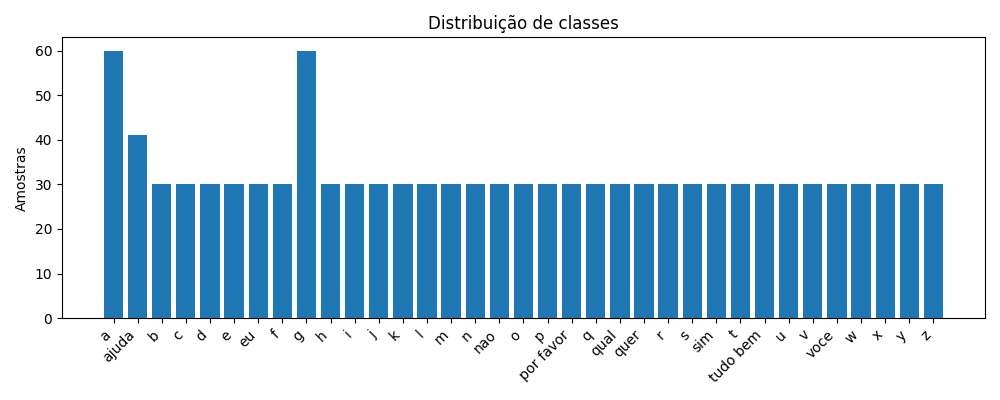 Distribuição de classes
Amostras
60
50
40
30
20
10
0
a
ajuda
b
c
d
e
eu
f
g
h
i
j
k
l
m
n
nao
o
p
por favor
q
qual
quer
r
s
sim
t
tudo bem
u
v
voce
w
x
y
z